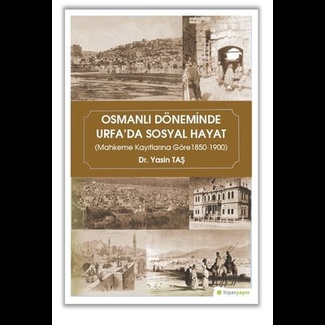 OSMANLI DÖNEMİNDE
URFA'DA SOSYAL HAYAT
(Mahkeme Kayıtlarına Göre1850-1900)
Dr. Yasin TAŞ
hiperyayın